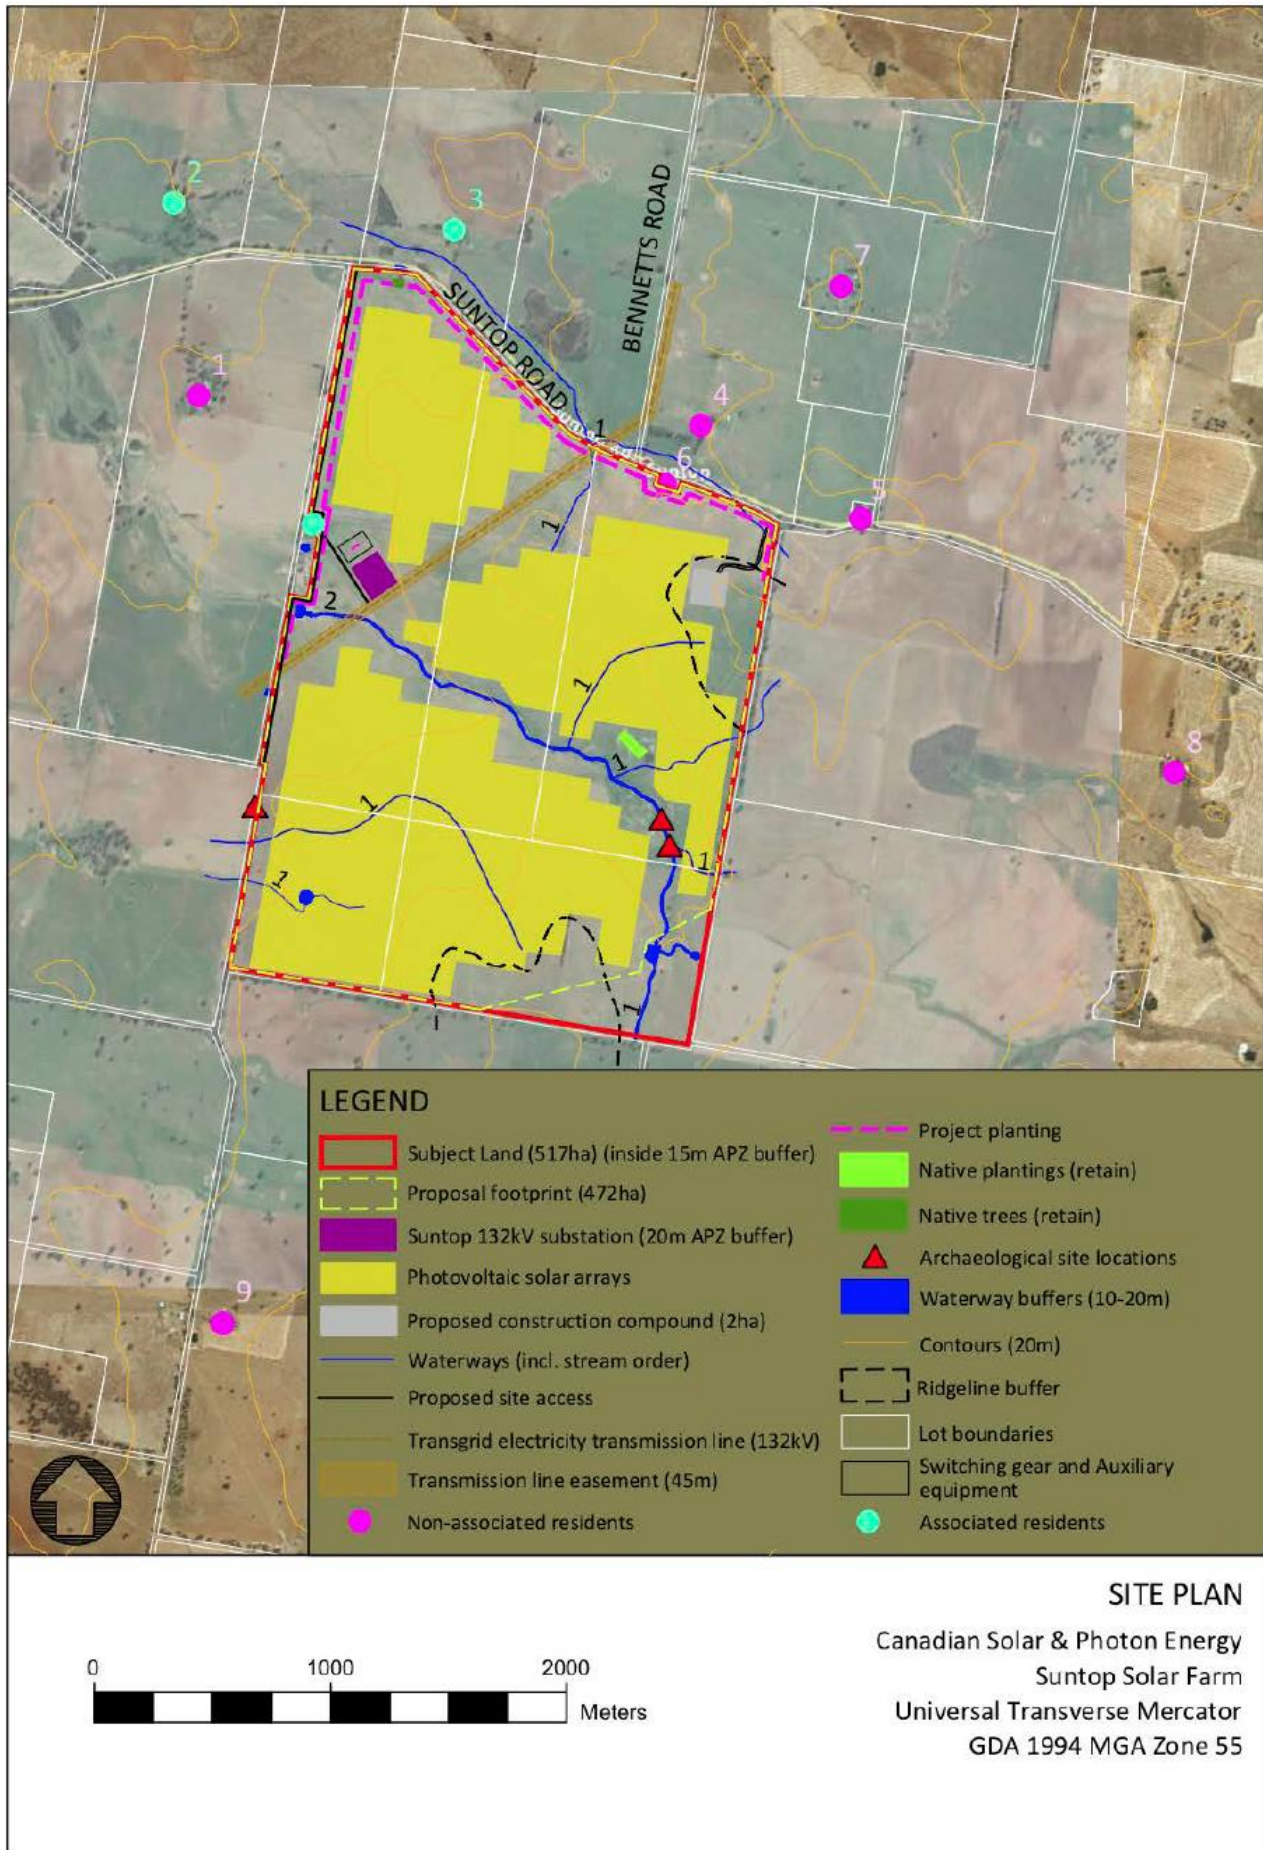 2
3
BENNETTS ROAD
7
SUNTOP ROAD
1
4
1
6
5
1
2
1
8
1
1
1
1
1
9
LEGEND
Subject Land (517ha) (inside 15m APZ buffer)
Proposal footprint (472ha)
Suntop 132kV substation (20m APZ buffer)
Photovoltaic solar arrays
Proposed construction compound (2ha)
Waterways (incl. stream order)
Proposed site access
Transgrid electricity transmission line (132kV)
Transmission line easement (45m)
Non-associated residents
Project planting
Native plantings (retain)
Native trees (retain)
Archaeological site locations
Waterway buffers (10-20m)
Contours (20m)
Ridgeline buffer
Lot boundaries
Switching gear and Auxiliary
equipment
Associated residents
SITE PLAN
Canadian Solar & Photon Energy
Suntop Solar Farm
Universal Transverse Mercator
GDA 1994 MGA Zone 55
0 1000 2000
Meters